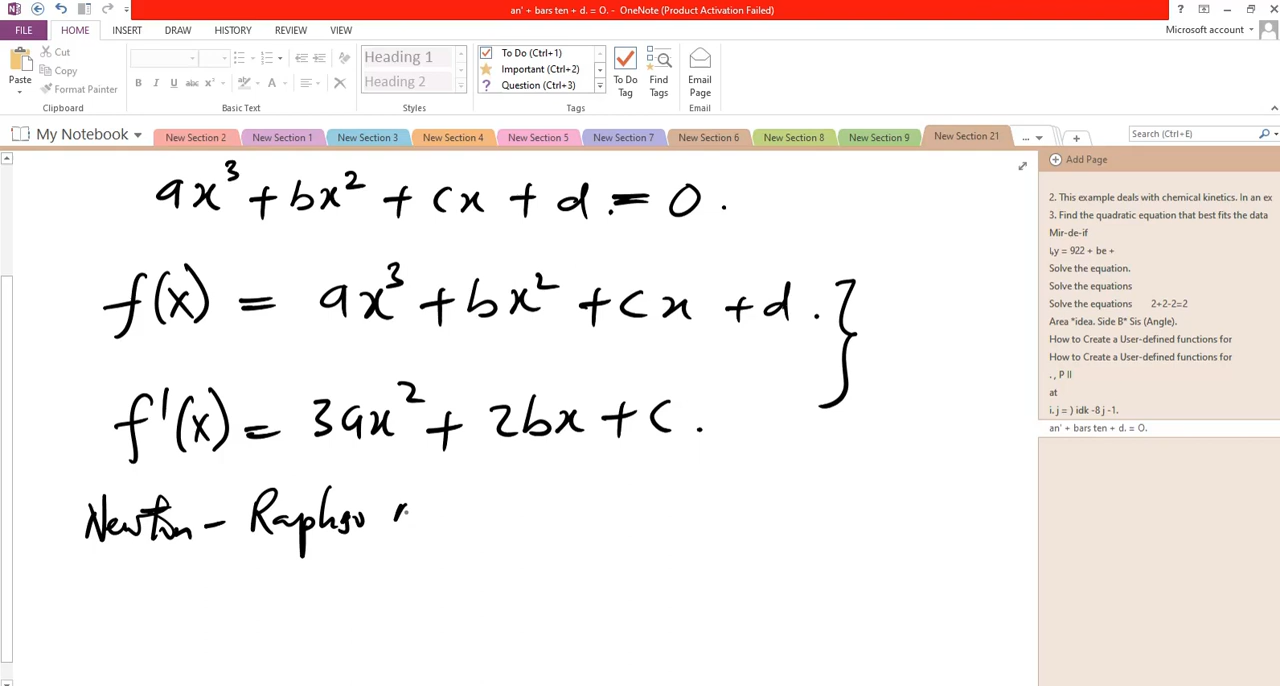 an' + bars ten + d. = O. - OneNote (Product Activation Failed)
FILE HOME INSERT DRAW HISTORY REVIEW VIEW
Microsoft account
Paste
Cut
Copy
Format Painter
Clipboard
B I U abc x² ab A
Basic Text
Heading 1
Heading 2
Styles
To Do (Ctrl+1)
Important (Ctrl+2)
Question (Ctrl+3)
Tags
To Do Tag
Find Tags
Email Page
Email
My Notebook
New Section 2 New Section 1 New Section 3 New Section 4 New Section 5 New Section 7 New Section 6 New Section 8 New Section 9 New Section 21 ...
Search (Ctrl+E)
ax³ + bx² + cx + d. = 0.
f(x) = ax³ + bx² + cx + d. }
f'(x) = 3ax² + 2bx + c.
Newton - Raphso
Add Page
2. This example deals with chemical kinetics. In an ex
3. Find the quadratic equation that best fits the data
Mir-de-if
ly = 922 + be +
Solve the equation.
Solve the equations
Solve the equations 2+2-2=2
Area *idea. Side B* Sis (Angle).
How to Create a User-defined functions for
How to Create a User-defined functions for
. , P II
at
i. j = ) idk -8 j -1.
an' + bars ten + d. = O.